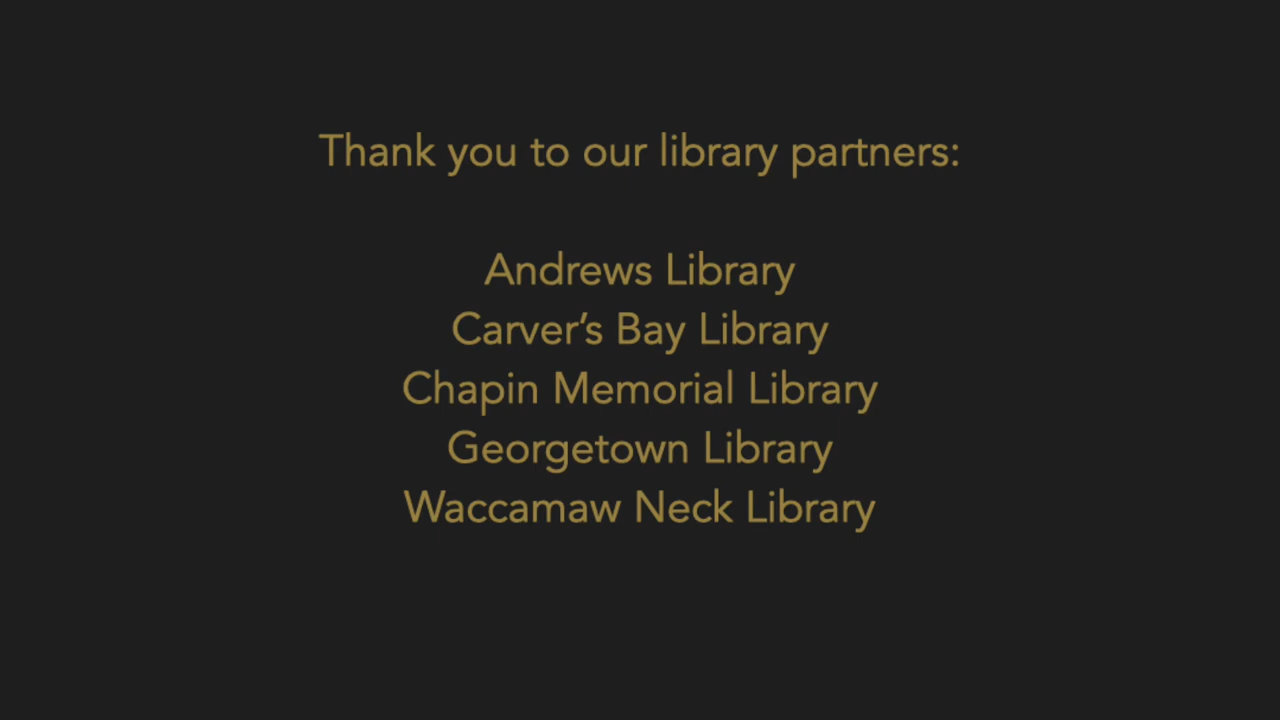 Thank you to our library partners:
Andrews Library
Carver’s Bay Library
Chapin Memorial Library
Georgetown Library
Waccamaw Neck Library